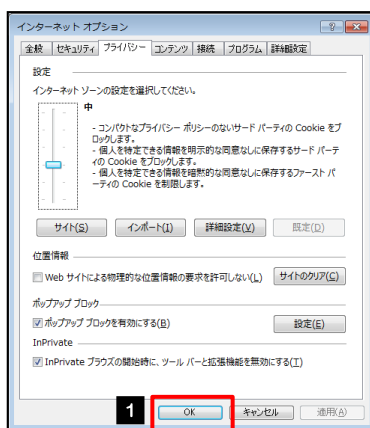 インターネット オプション
全般 セキュリティ プライバシー コンテンツ 接続 プログラム 詳細設定
設定
インターネット ゾーンの設定を選択してください。
中
- コンパクトなプライバシー ポリシーのないサード パーティの Cookie をブ
ロックします。
- 個人を特定できる情報を明示的な同意なしに保存するサード パーテ
ィの Cookie をブロックします。
- 個人を特定できる情報を暗黙的な同意なしに保存するファースト パ
ーティの Cookie を制限します。
サイト(S) インポート(I) 詳細設定(V) 既定(D)
位置情報
Web サイトによる物理的な位置情報の要求を許可しない(L) サイトのクリア(C)
ポップアップ ブロック
ポップアップ ブロックを有効にする(B) 設定(E)
InPrivate
InPrivate ブラウズの開始時に、ツール バーと拡張機能を無効にする(T)
1 OK キャンセル 適用(A)